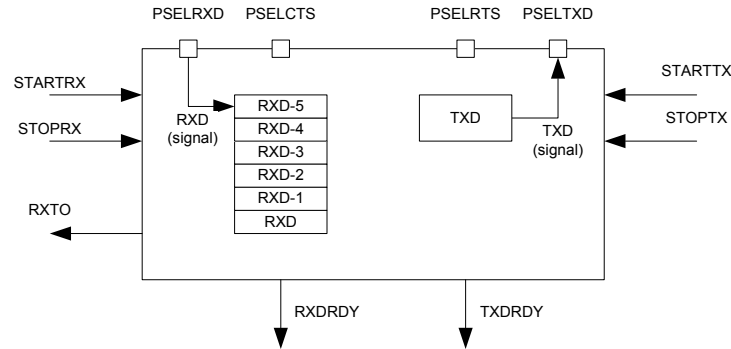 PSELRXD PSELCTS PSELRTS PSELTXD
STARTRX
STARTTX
RXD-5
RXD
(signal)
TXD
TXD
(signal)
STOPRX
STOPTX
RXD-4
RXD-3
RXD-2
RXD-1
RXD
RXTO
RXDRDY
TXDRDY